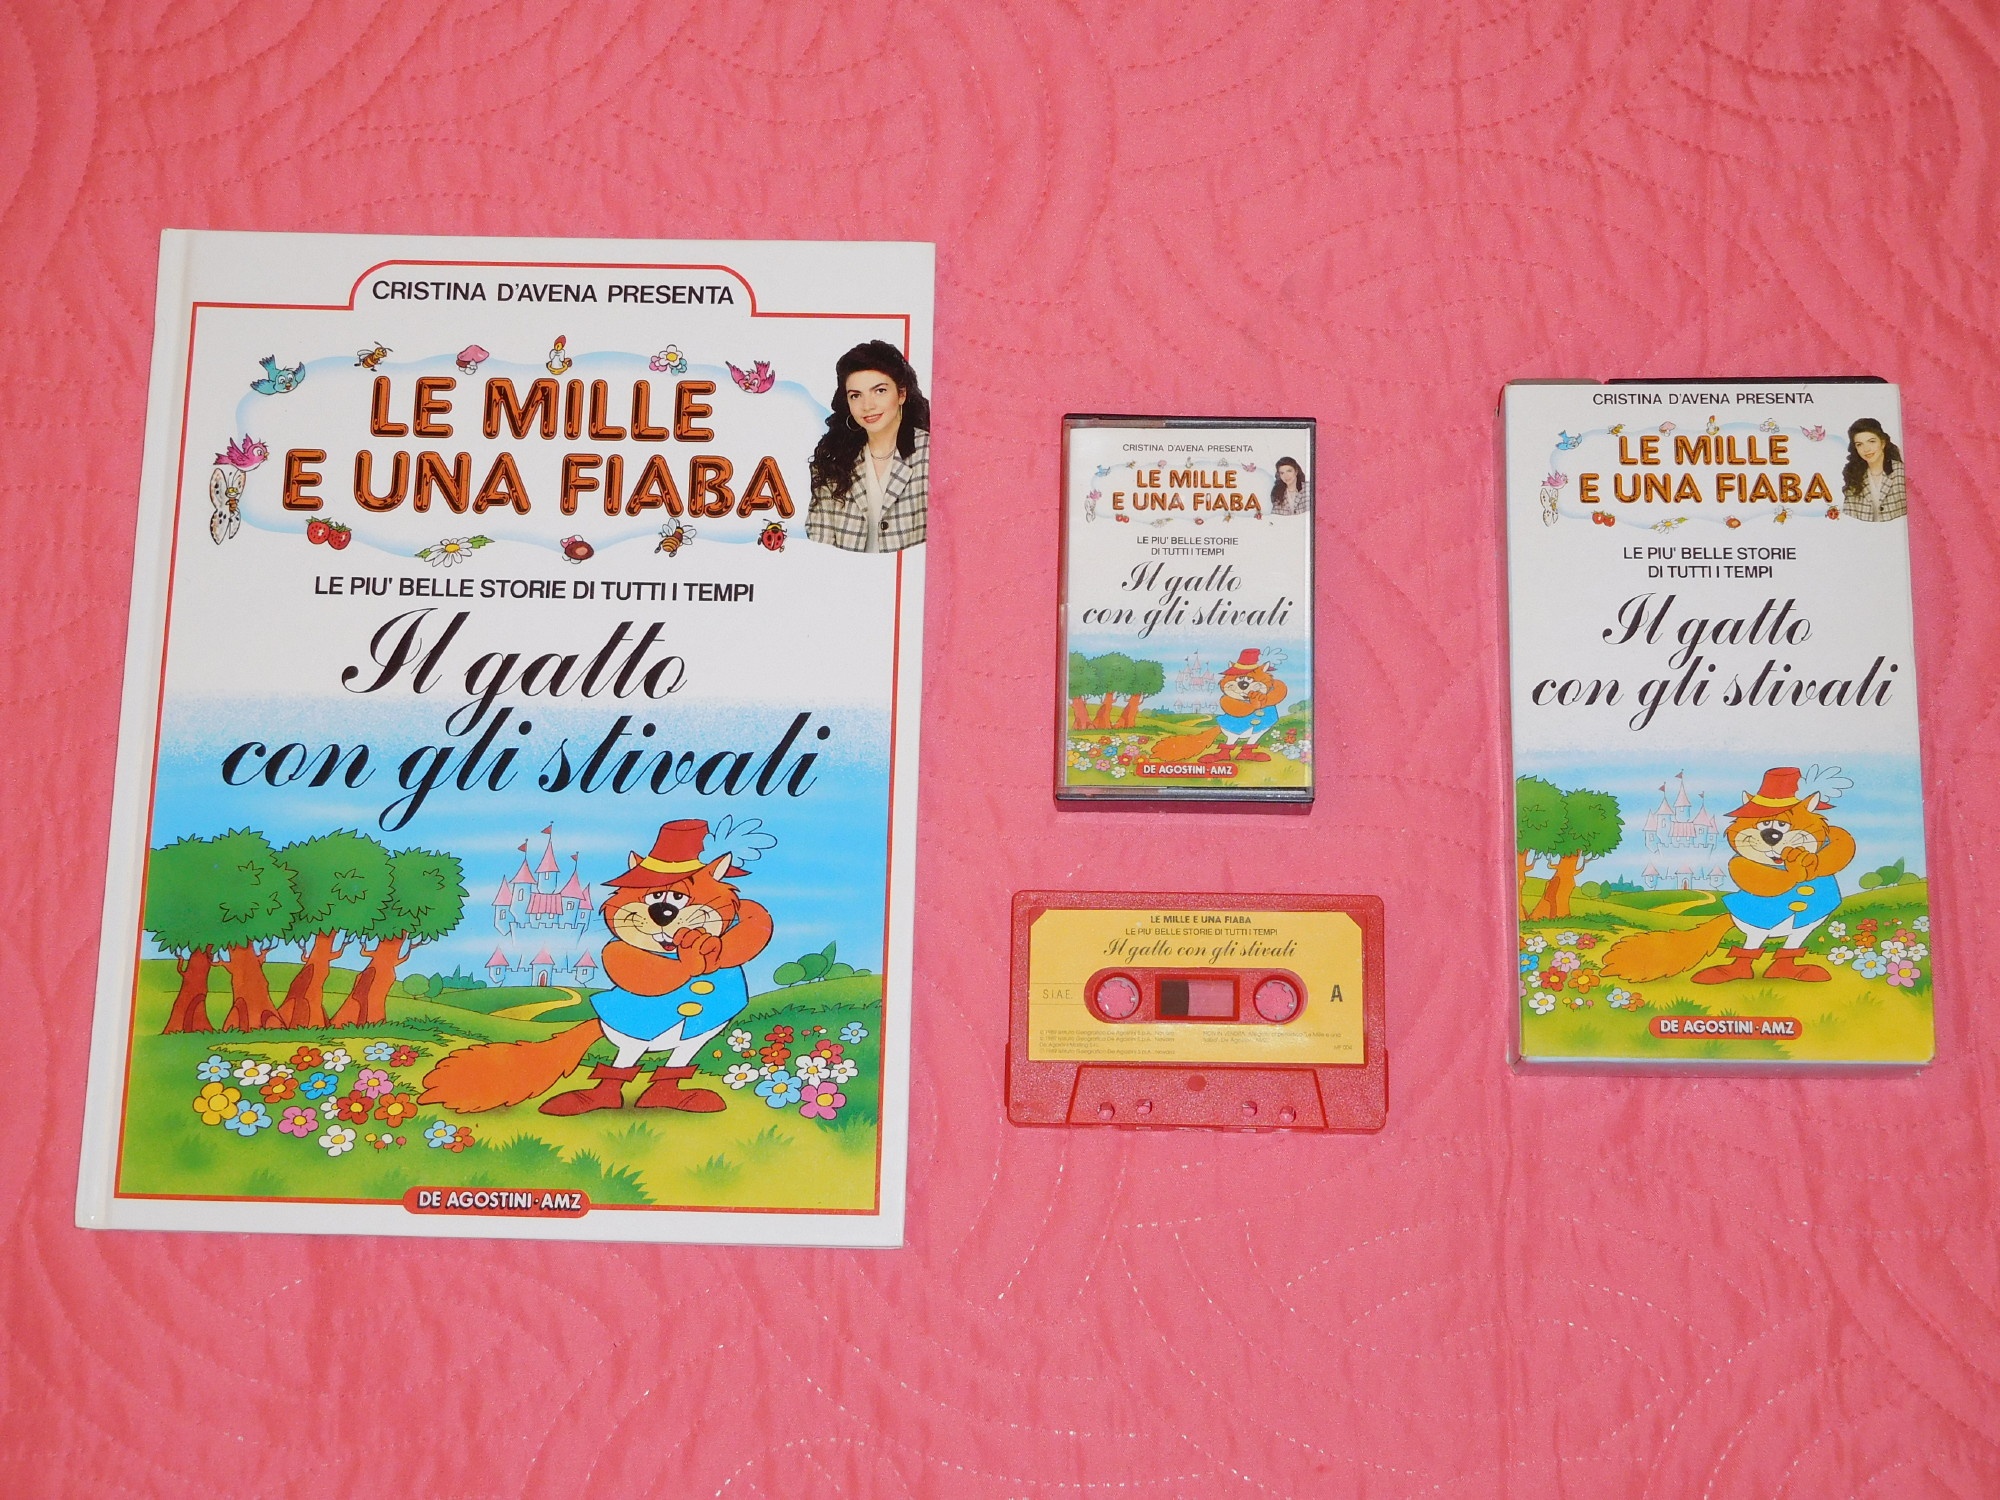 CRISTINA D'AVENA PRESENTA
LE MILLE
E UNA FIABA
LE PIU' BELLE STORIE DI TUTTI I TEMPI
Il gatto
con gli stivali
DE AGOSTINI·AMZ
CRISTINA D'AVENA PRESENTA
LE MILLE
E UNA FIABA
LE PIU' BELLE STORIE
DI TUTTI I TEMPI
Il gatto
con gli stivali
DE AGOSTINI·AMZ
LE MILLE E UNA FIABA
LE PIU' BELLE STORIE DI TUTTI I TEMPI
Il gatto con gli stivali
S.I.A.E.
A
CRISTINA D'AVENA PRESENTA
LE MILLE
E UNA FIABA
LE PIU' BELLE STORIE
DI TUTTI I TEMPI
Il gatto
con gli stivali
DE AGOSTINI·AMZ